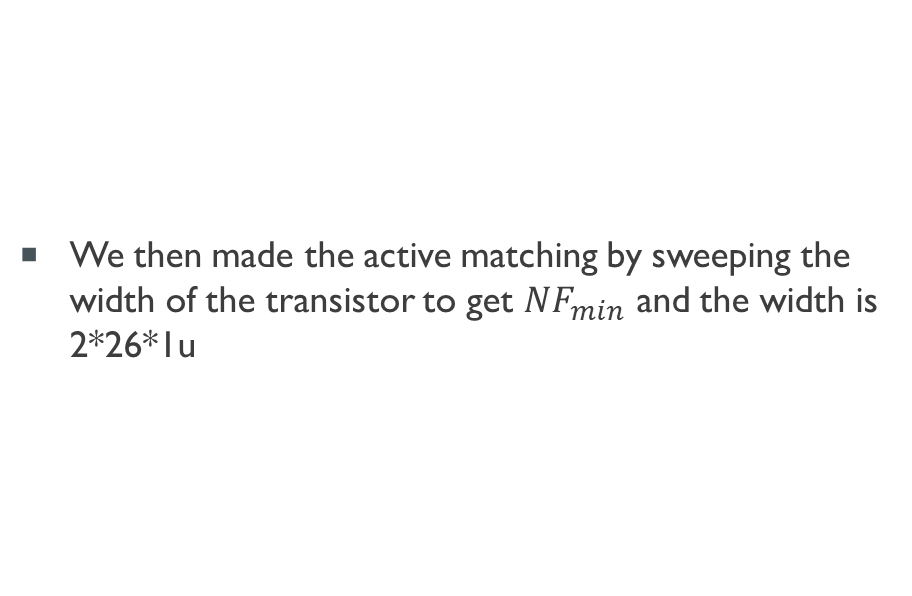 ▪ We then made the active matching by sweeping the
width of the transistor to get 𝑁𝐹𝑚𝑖𝑛 and the width is
2*26*1u